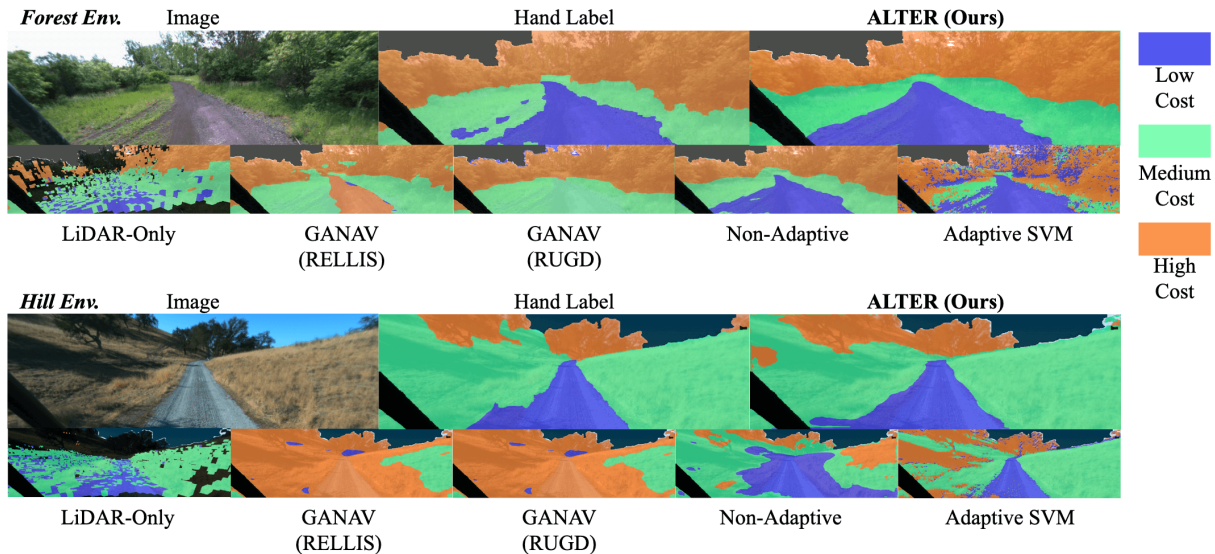 Forest Env.
Image
Hand Label
ALTER (Ours)
Low
Cost
Medium
Cost
High
Cost
LiDAR-Only
GANAV
(RELLIS)
GANAV
(RUGD)
Non-Adaptive
Adaptive SVM
Hill Env.
Image
Hand Label
ALTER (Ours)
LiDAR-Only
GANAV
(RELLIS)
GANAV
(RUGD)
Non-Adaptive
Adaptive SVM